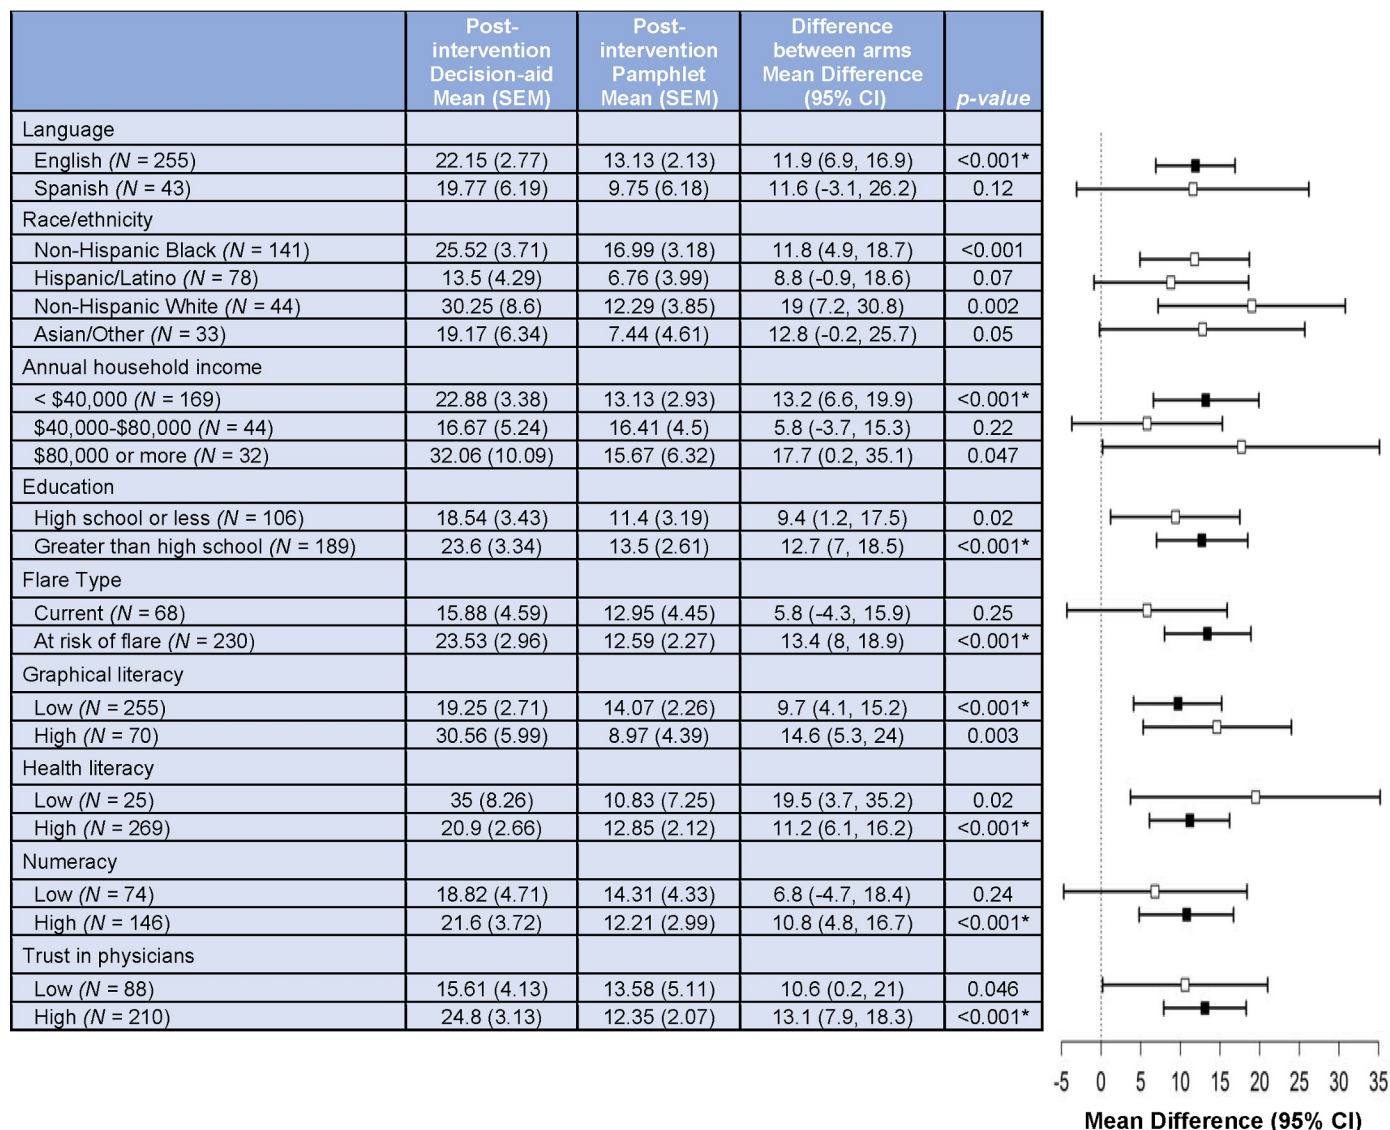 Post-intervention Decision-aid Mean (SEM) Post-intervention Pamphlet Mean (SEM) Difference between arms Mean Difference (95% CI) p-value
Language
English (N = 255) 22.15 (2.77) 13.13 (2.13) 11.9 (6.9, 16.9) <0.001*
Spanish (N = 43) 19.77 (6.19) 9.75 (6.18) 11.6 (-3.1, 26.2) 0.12
Race/ethnicity
Non-Hispanic Black (N = 141) 25.52 (3.71) 16.99 (3.18) 11.8 (4.9, 18.7) <0.001
Hispanic/Latino (N = 78) 13.5 (4.29) 6.76 (3.99) 8.8 (-0.9, 18.6) 0.07
Non-Hispanic White (N = 44) 30.25 (8.6) 12.29 (3.85) 19 (7.2, 30.8) 0.002
Asian/Other (N = 33) 19.17 (6.34) 7.44 (4.61) 12.8 (-0.2, 25.7) 0.05
Annual household income
< $40,000 (N = 169) 22.88 (3.38) 13.13 (2.93) 13.2 (6.6, 19.9) <0.001*
$40,000-$80,000 (N = 44) 16.67 (5.24) 16.41 (4.5) 5.8 (-3.7, 15.3) 0.22
$80,000 or more (N = 32) 32.06 (10.09) 15.67 (6.32) 17.7 (0.2, 35.1) 0.047
Education
High school or less (N = 106) 18.54 (3.43) 11.4 (3.19) 9.4 (1.2, 17.5) 0.02
Greater than high school (N = 189) 23.6 (3.34) 13.5 (2.61) 12.7 (7, 18.5) <0.001*
Flare Type
Current (N = 68) 15.88 (4.59) 12.95 (4.45) 5.8 (-4.3, 15.9) 0.25
At risk of flare (N = 230) 23.53 (2.96) 12.59 (2.27) 13.4 (8, 18.9) <0.001*
Graphical literacy
Low (N = 255) 19.25 (2.71) 14.07 (2.26) 9.7 (4.1, 15.2) <0.001*
High (N = 70) 30.56 (5.99) 8.97 (4.39) 14.6 (5.3, 24) 0.003
Health literacy
Low (N = 25) 35 (8.26) 10.83 (7.25) 19.5 (3.7, 35.2) 0.02
High (N = 269) 20.9 (2.66) 12.85 (2.12) 11.2 (6.1, 16.2) <0.001*
Numeracy
Low (N = 74) 18.82 (4.71) 14.31 (4.33) 6.8 (-4.7, 18.4) 0.24
High (N = 146) 21.6 (3.72) 12.21 (2.99) 10.8 (4.8, 16.7) <0.001*
Trust in physicians
Low (N = 88) 15.61 (4.13) 13.58 (5.11) 10.6 (0.2, 21) 0.046
High (N = 210) 24.8 (3.13) 12.35 (2.07) 13.1 (7.9, 18.3) <0.001*
-5 0 5 10 15 20 25 30 35
Mean Difference (95% CI)